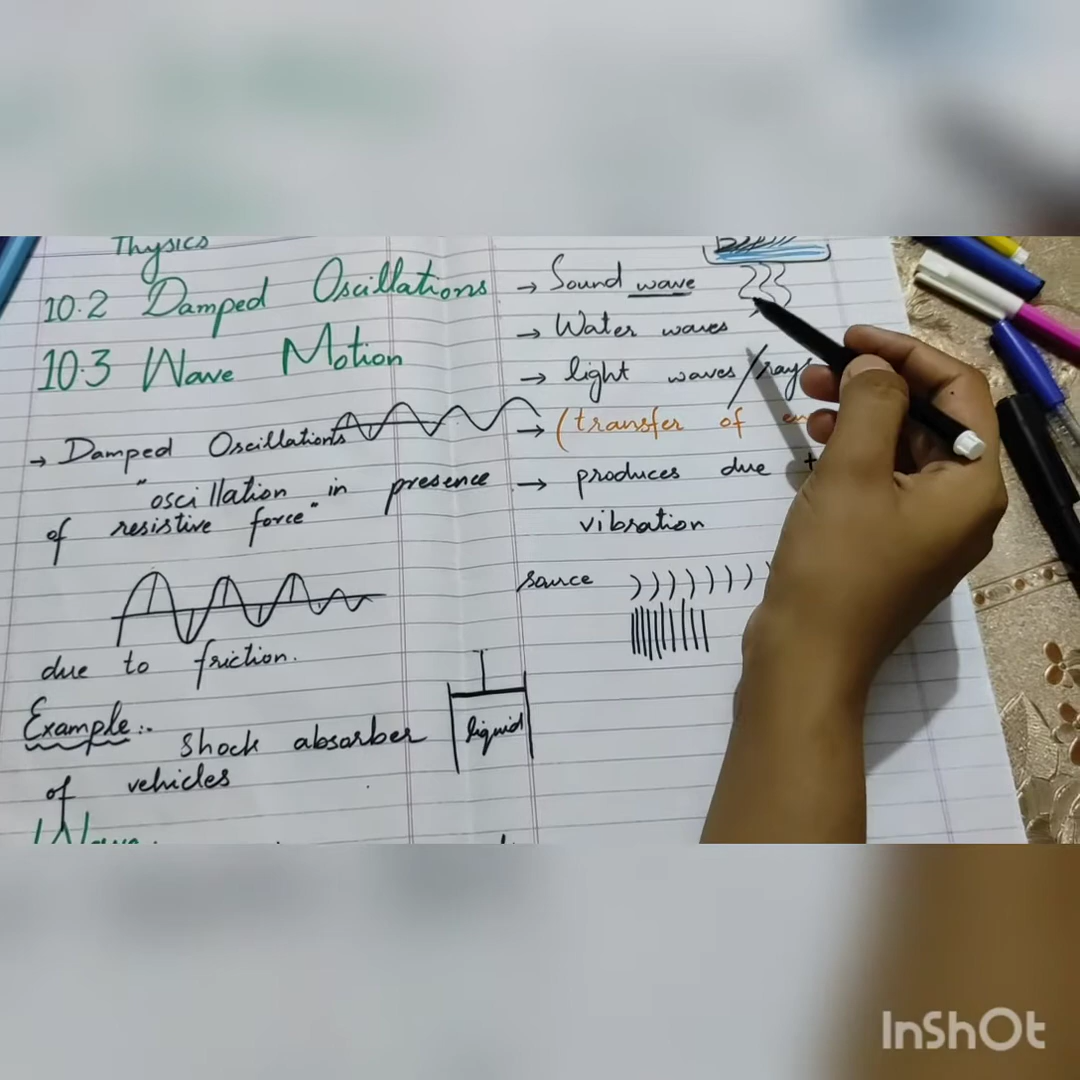 Physics
10.2 Damped Oscillations
10.3 Wave Motion
→ Damped Oscillations
"oscillation in presence
of resistive force"
due to friction.
Example:-
Shock absorber
of vehicles
liquid
Wave:
→ Sound wave
→ Water waves
→ light waves/rays
→ (transfer of
→ produces due
vibration
source
InShOt